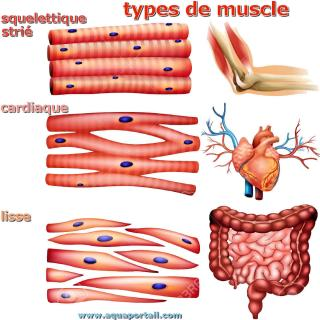 types de muscle
squelettique
strié
cardiaque
lisse
www.aquaportail.com